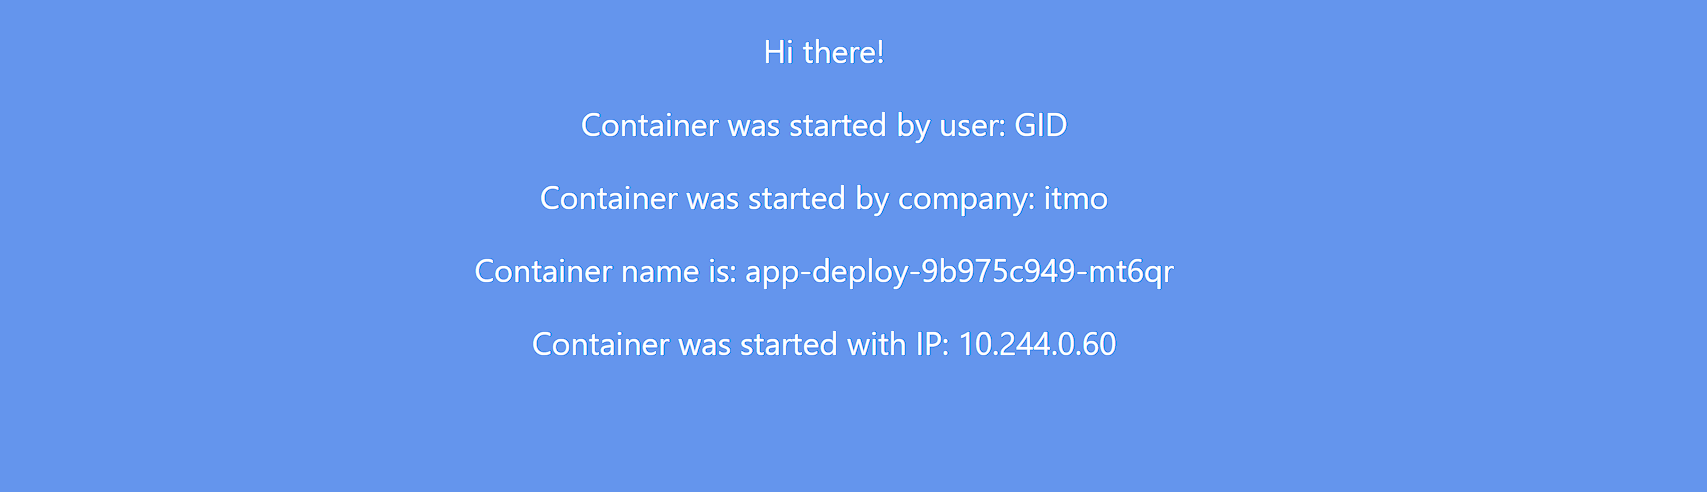 Hi there!
Container was started by user: GID
Container was started by company: itmo
Container name is: app-deploy-9b975c949-mt6qr
Container was started with IP: 10.244.0.60